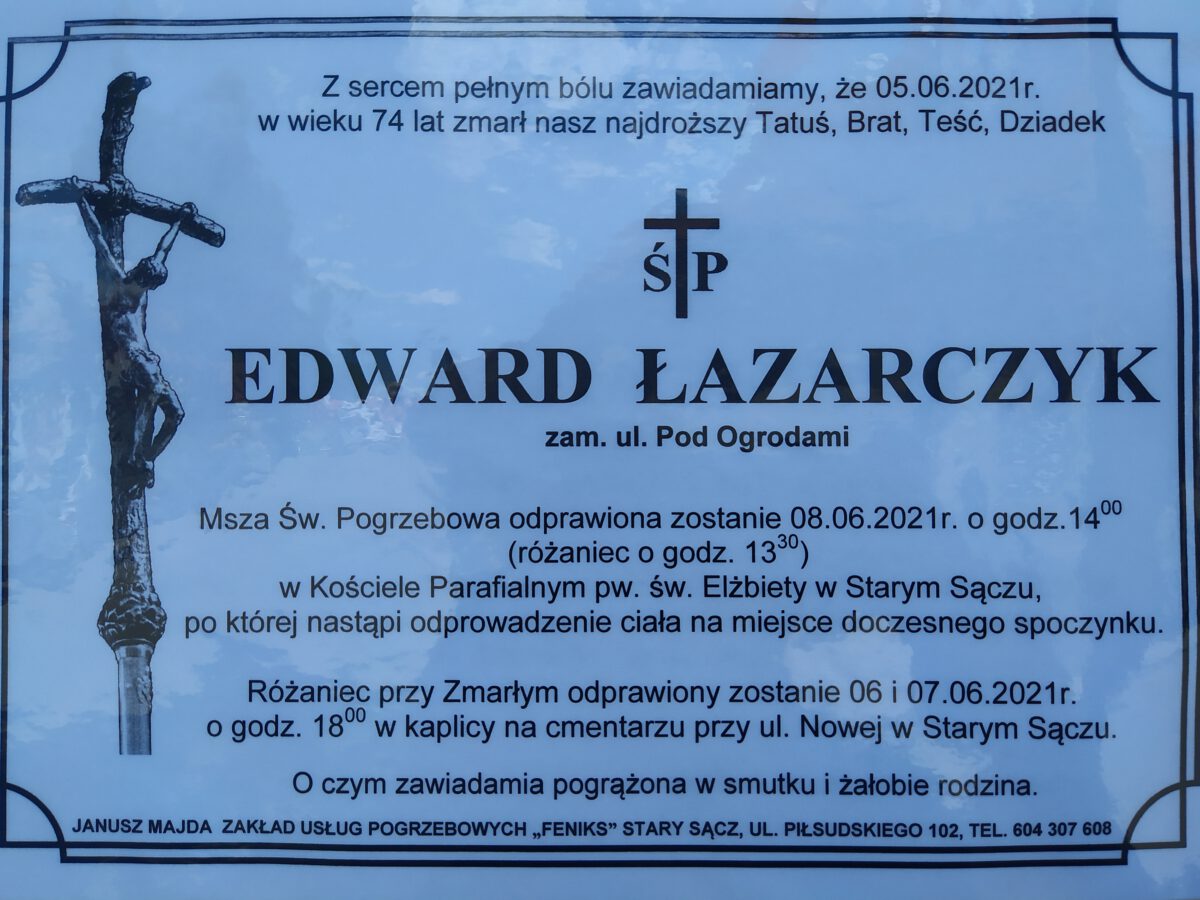 Z sercem pełnym bólu zawiadamiamy, że 05.06.2021r.
w wieku 74 lat zmarł nasz najdroższy Tatuś, Brat, Teść, Dziadek
Ś P
EDWARD ŁAZARCZYK
zam. ul. Pod Ogrodami
Msza Św. Pogrzebowa odprawiona zostanie 08.06.2021r. o godz.14⁰⁰
(różaniec o godz. 13³⁰)
w Kościele Parafialnym pw. św. Elżbiety w Starym Sączu,
po której nastąpi odprowadzenie ciała na miejsce doczesnego spoczynku.
Różaniec przy Zmarłym odprawiony zostanie 06 i 07.06.2021r.
o godz. 18⁰⁰ w kaplicy na cmentarzu przy ul. Nowej w Starym Sączu.
O czym zawiadamia pogrążona w smutku i żałobie rodzina.
JANUSZ MAJDA ZAKŁAD USŁUG POGRZEBOWYCH „FENIKS” STARY SĄCZ, UL. PIŁSUDSKIEGO 102, TEL. 604 307 608